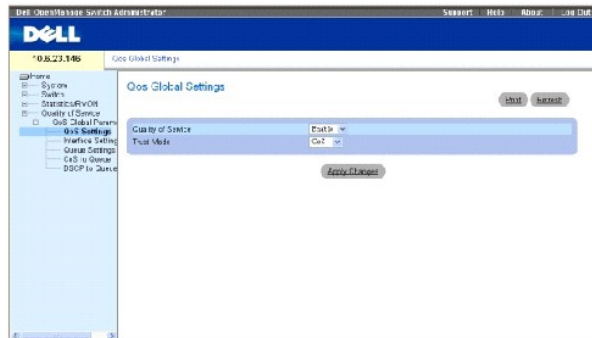 Dell OpenManage Switch Administrator
Support Help About Log Out
DELL
10.6.23.146
Qos Global Settings
Home
System
Switch
Statistics/RMON
Quality of Service
QoS Global Param
QoS Settings
Interface Setting
Queue Settings
CoS to Queue
DSCP to Queue
Qos Global Settings
Print Refresh
Quality of Service Enable
Trust Mode CoS
Apply Changes